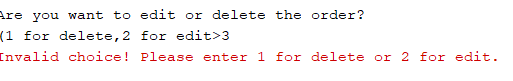 Are you want to edit or delete the order?
(1 for delete,2 for edit>3
Invalid choice! Please enter 1 for delete or 2 for edit.